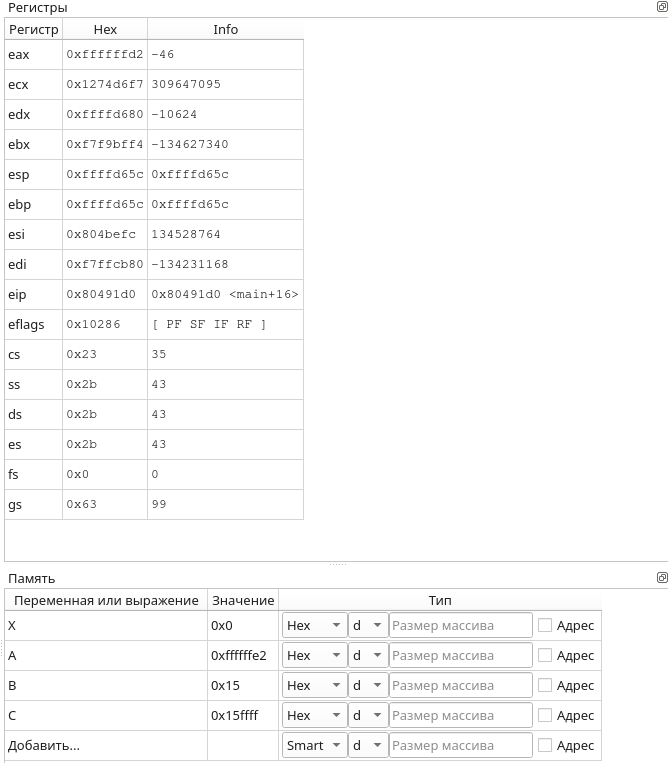 Регистры
Регистр Hex Info
eax 0xffffffd2 -46
ecx 0x1274d6f7 309647095
edx 0xffffd680 -10624
ebx 0xf7f9bff4 -134627340
esp 0xffffd65c 0xffffd65c
ebp 0xffffd65c 0xffffd65c
esi 0x804befc 134528764
edi 0xf7ffcb80 -134231168
eip 0x80491d0 0x80491d0 <main+16>
eflags 0x10286 [ PF SF IF RF ]
cs 0x23 35
ss 0x2b 43
ds 0x2b 43
es 0x2b 43
fs 0x0 0
gs 0x63 99
Память
Переменная или выражение Значение Тип
X 0x0 Hex d Размер массива Адрес
A 0xffffffe2 Hex d Размер массива Адрес
B 0x15 Hex d Размер массива Адрес
C 0x15ffff Hex d Размер массива Адрес
Добавить... Smart d Размер массива Адрес